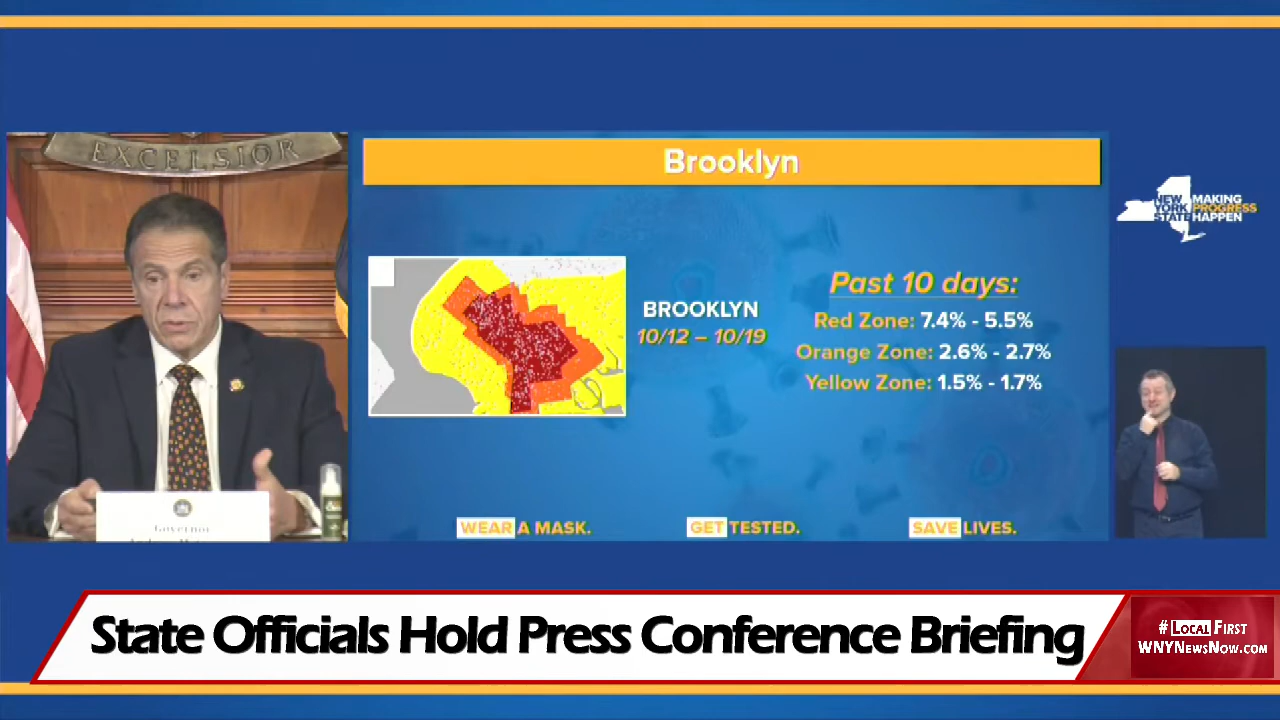 EXCELSIOR
Governor
Brooklyn
BROOKLYN
10/12 – 10/19
Past 10 days:
Red Zone: 7.4% - 5.5%
Orange Zone: 2.6% - 2.7%
Yellow Zone: 1.5% - 1.7%
WEAR A MASK.
GET TESTED.
SAVE LIVES.
NEW
YORK
STATE
MAKING
PROGRESS
HAPPEN
State Officials Hold Press Conference Briefing
# LOCAL FIRST
WNYNEWSNOW.COM